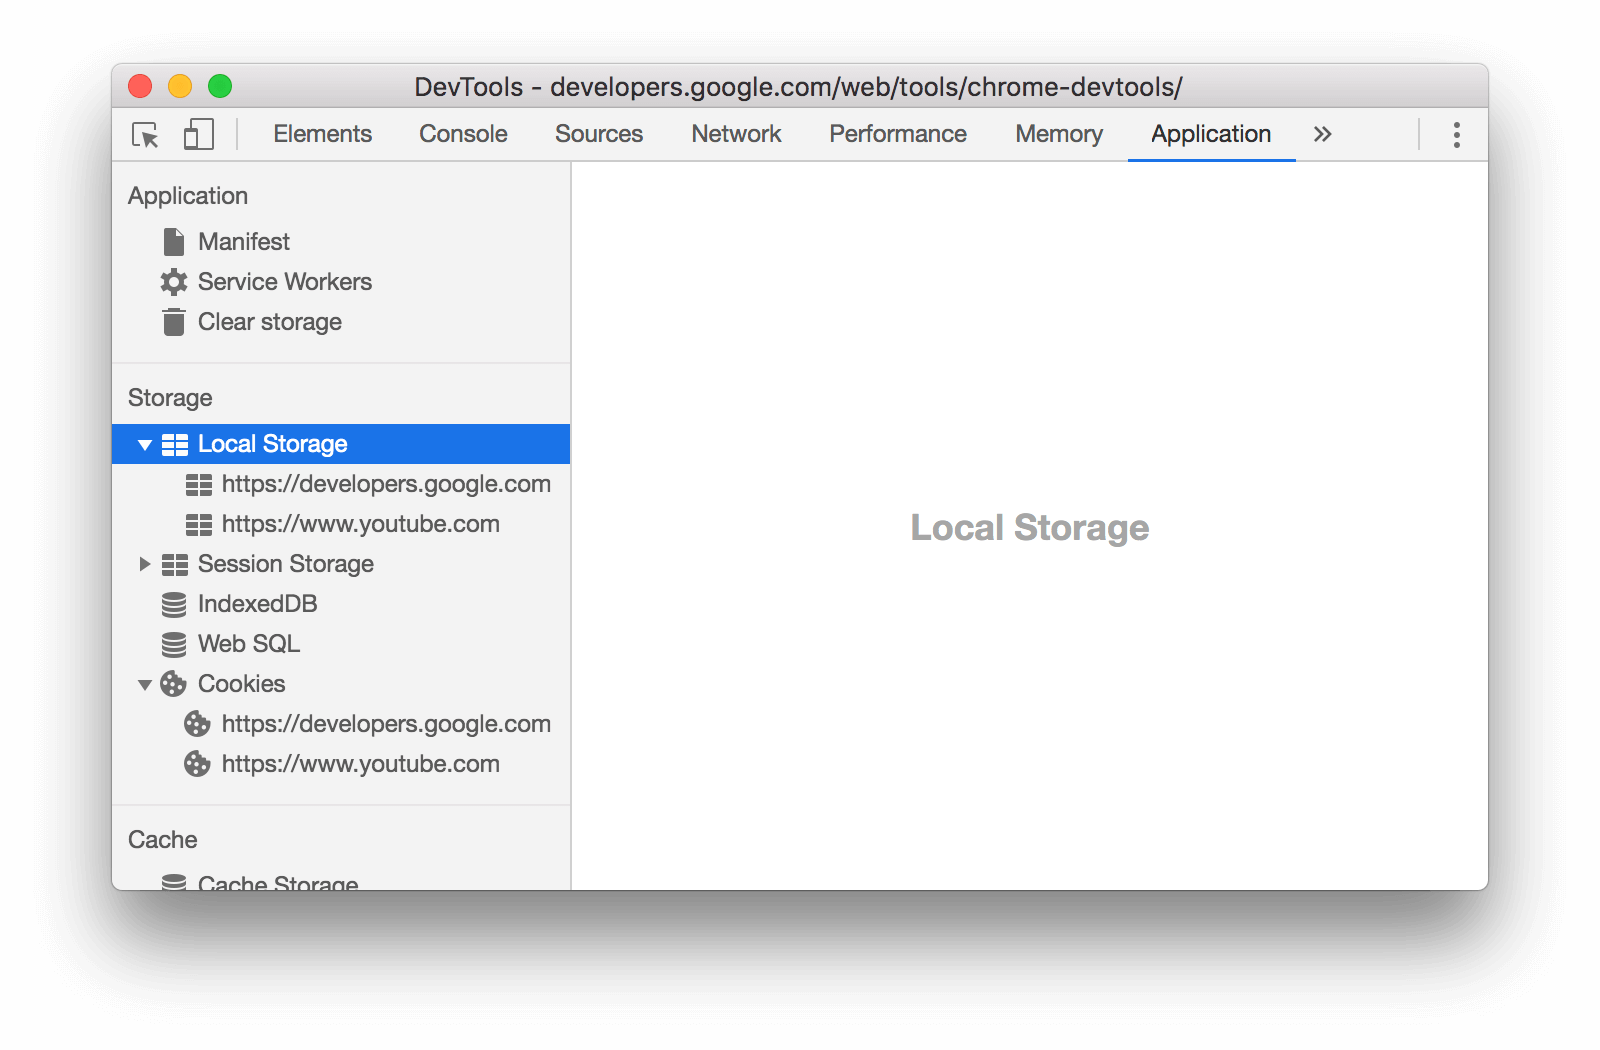 DevTools - developers.google.com/web/tools/chrome-devtools/
Elements Console Sources Network Performance Memory Application »
Application
Manifest
Service Workers
Clear storage
Storage
Local Storage
https://developers.google.com
https://www.youtube.com
Session Storage
IndexedDB
Web SQL
Cookies
https://developers.google.com
https://www.youtube.com
Cache
Cache Storage
Local Storage